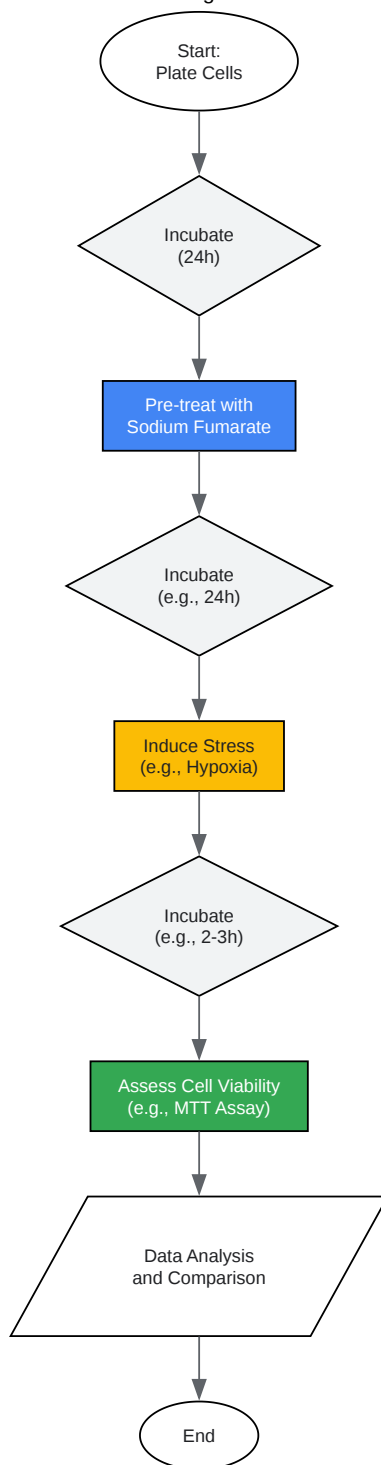 Start:
Plate Cells
Incubate
(24h)
Pre-treat with
Sodium Fumarate
Incubate
(e.g., 24h)
Induce Stress
(e.g., Hypoxia)
Incubate
(e.g., 2-3h)
Assess Cell Viability
(e.g., MTT Assay)
Data Analysis
and Comparison
End